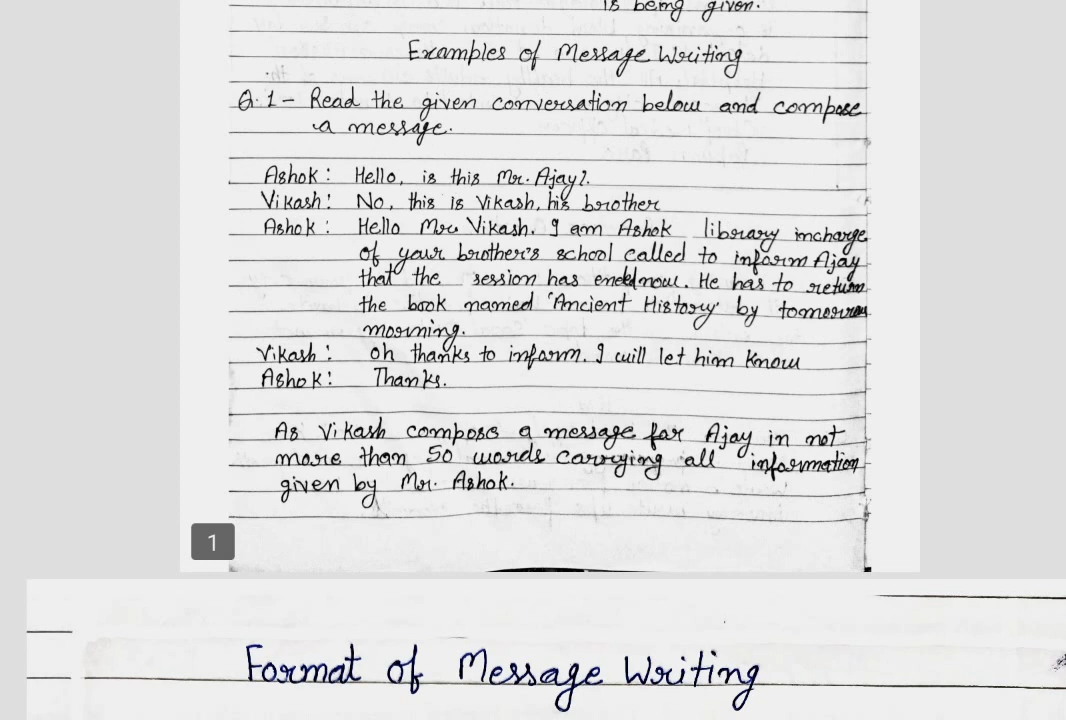 is being given.
Examples of Message Writing
Q.1- Read the given conversation below and compose
a message.
Ashok: Hello, is this Mr. Ajay?.
Vikash: No, this is Vikash, his brother
Ashok: Hello Mr. Vikash. I am Ashok library incharge
of your brother's school called to inform Ajay
that the session has ended now. He has to return
the book named 'Ancient History' by tomorrow
morning.
Vikash: oh thanks to inform. I will let him know
Ashok: Thanks.
As Vikash compose a message for Ajay in not
more than 50 words carrying all information
given by Mr. Ashok.
1
Format of Message Writing